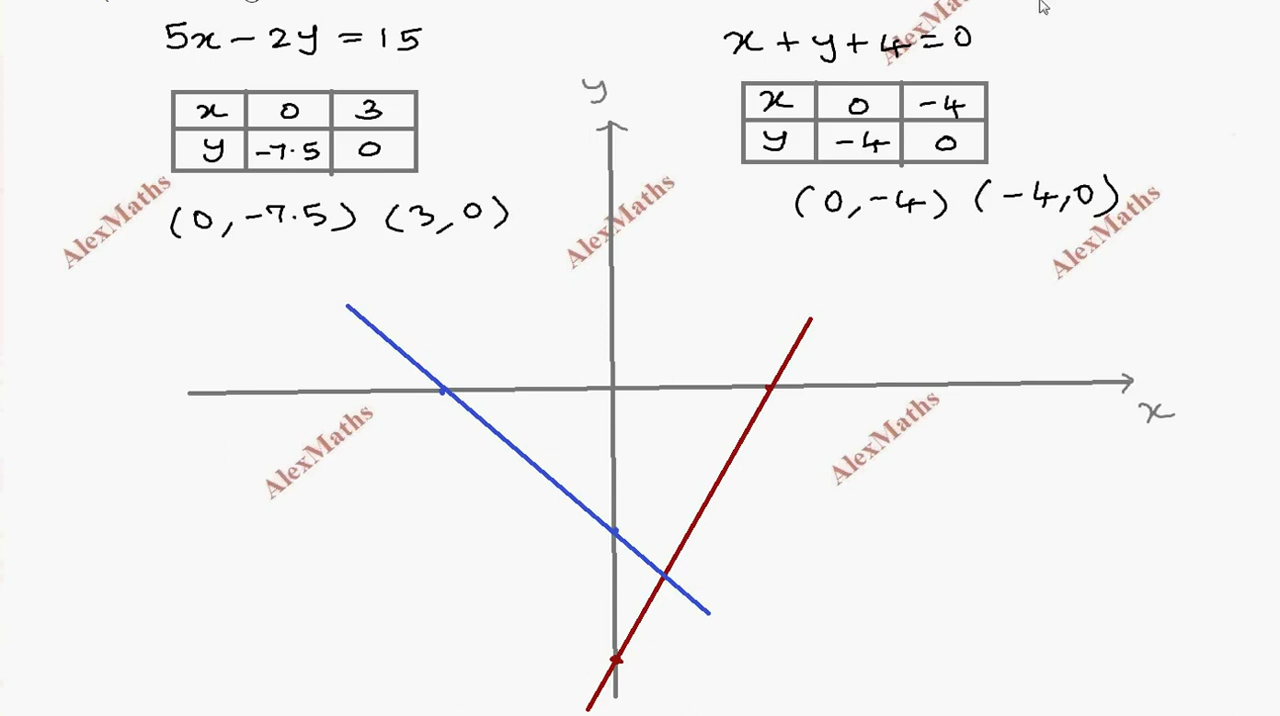 5x - 2y = 15
x + y + 4 = 0
x 0 3
y -7.5 0
x 0 -4
y -4 0
(0, -7.5) (3, 0)
(0, -4) (-4, 0)
y
x
AlexMaths
AlexMaths
AlexMaths
AlexMaths
AlexMaths